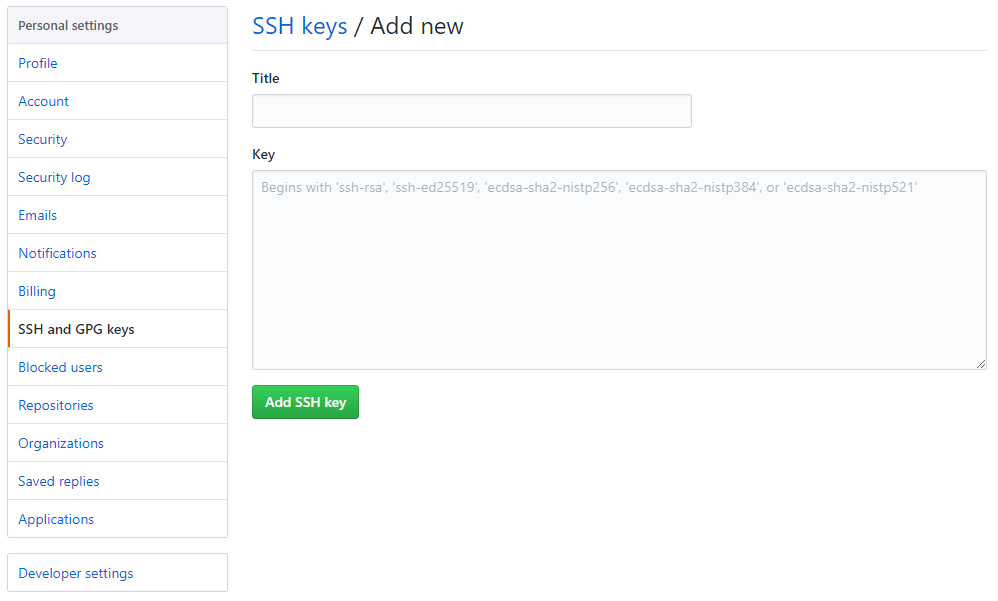 Personal settings
Profile
Account
Security
Security log
Emails
Notifications
Billing
SSH and GPG keys
Blocked users
Repositories
Organizations
Saved replies
Applications
Developer settings
SSH keys / Add new
Title
Key
Begins with 'ssh-rsa', 'ssh-ed25519', 'ecdsa-sha2-nistp256', 'ecdsa-sha2-nistp384', or 'ecdsa-sha2-nistp521'
Add SSH key